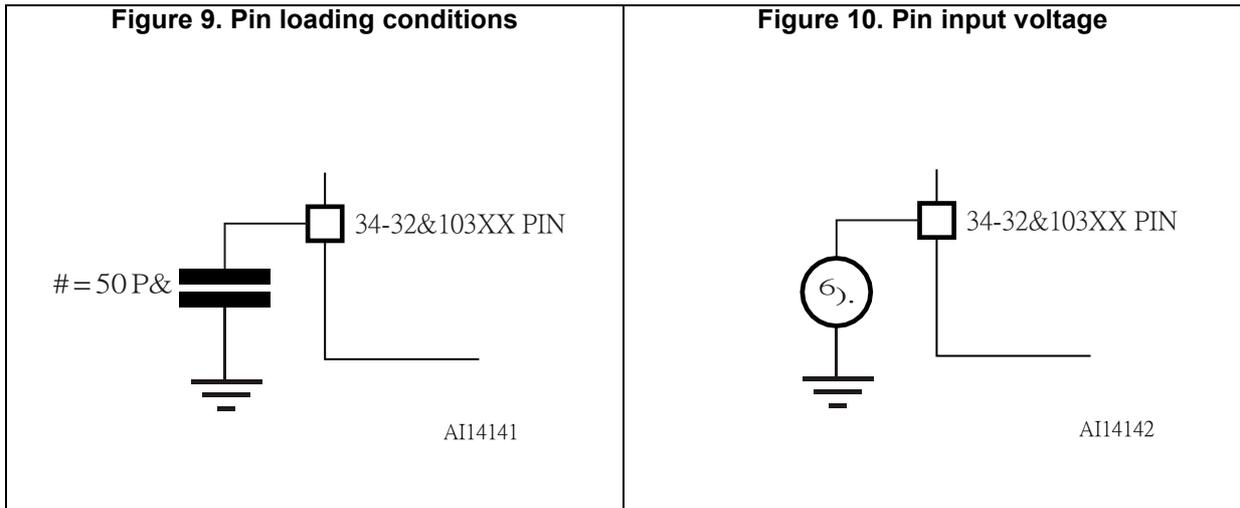 Figure 9. Pin loading conditions
34-32&103XX PIN
#=50 P&
AI14141
Figure 10. Pin input voltage
34-32&103XX PIN
6).
AI14142